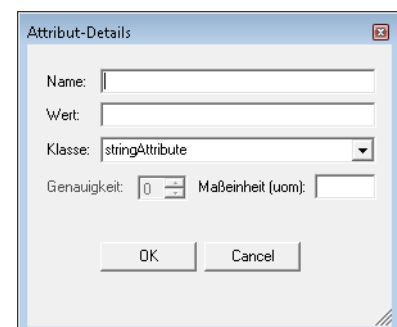 Attribut-Details
Name:
Wert:
Klasse: stringAttribute
Genauigkeit: 0 Maßeinheit (uom):
OK Cancel